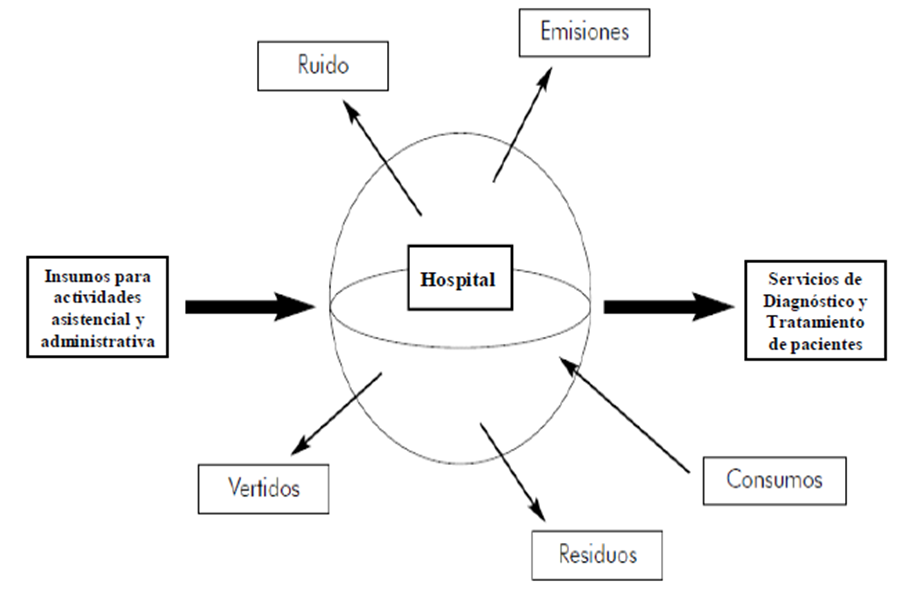 Emisiones
Ruido
Insumos para
actividades
asistencial y
administrativa
Hospital
Servicios de
Diagnóstico y
Tratamiento
de pacientes
Vertidos
Consumos
Residuos